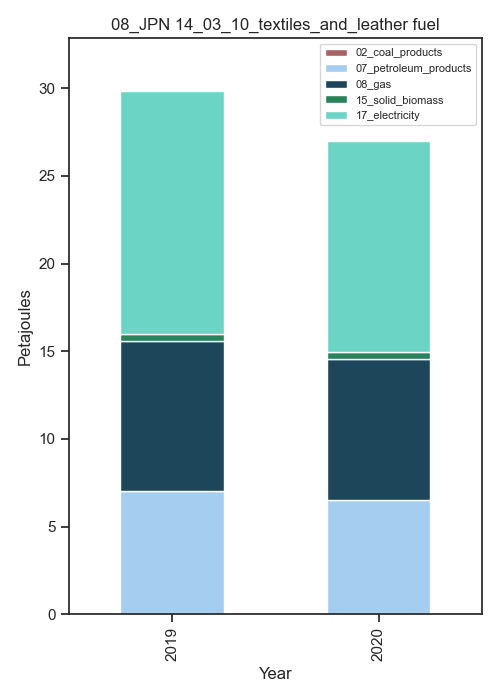 08_JPN 14_03_10_textiles_and_leather fuel
02_coal_products
07_petroleum_products
08_gas
15_solid_biomass
17_electricity
30
25
20
15
10
5
0
Petajoules
2019
2020
Year